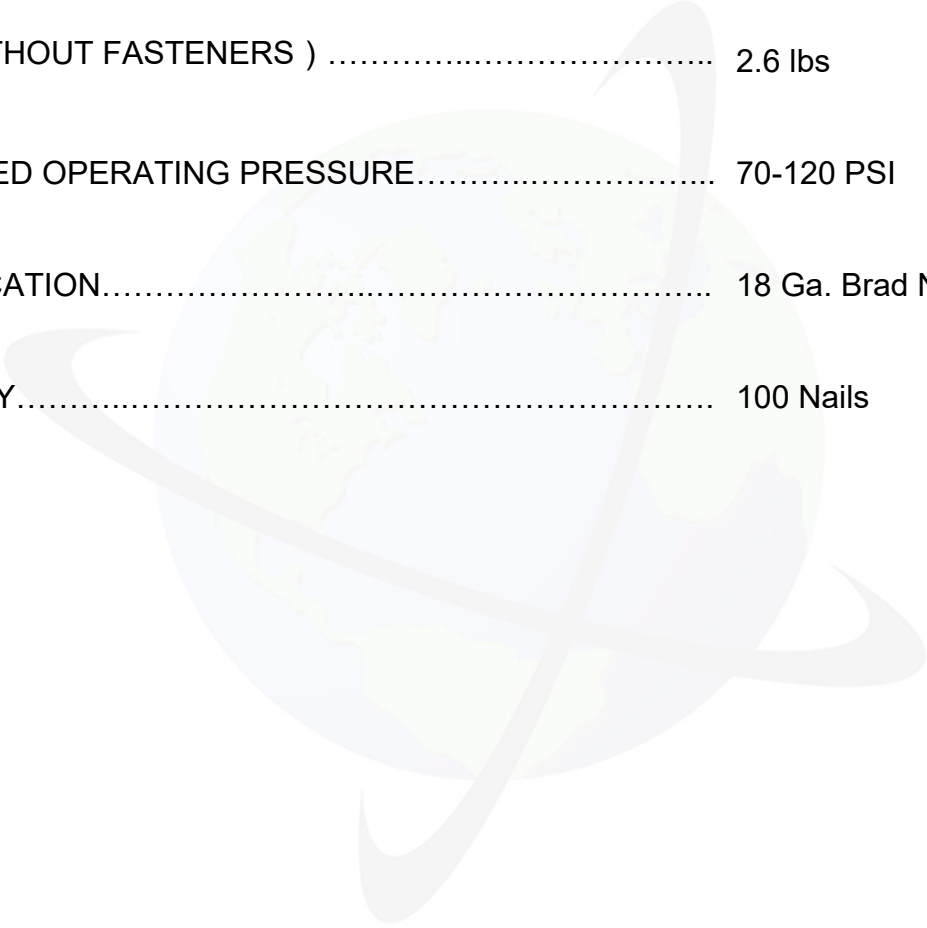 THOUT FASTENERS ) ………….……………………….. 2.6 lbs
ED OPERATING PRESSURE………..……………... 70-120 PSI
CATION…………………….………………………….. 18 Ga. Brad N
Y………..…………………………………………… 100 Nails